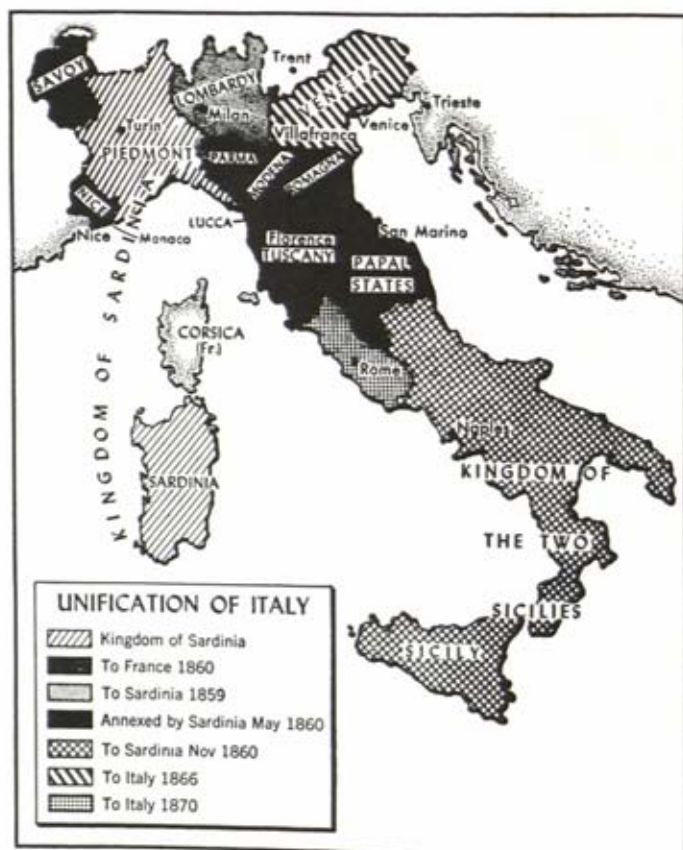 SAVOY
LOMBARDY
Trent
VENETIA
Milan
Trieste
Turin
Villafranca
Venice
PIEDMONT
PARMA
MODENA
ROMAGNA
NICE
LUCCA
Nice
Monaco
San Marino
Florence
TUSCANY
PAPAL
STATES
KINGDOM OF SARDINIA
CORSICA
(Fr.)
Rome
Naples
SARDINIA
KINGDOM OF
THE TWO
SICILIES
SICILY
UNIFICATION OF ITALY
Kingdom of Sardinia
To France 1860
To Sardinia 1859
Annexed by Sardinia May 1860
To Sardinia Nov 1860
To Italy 1866
To Italy 1870